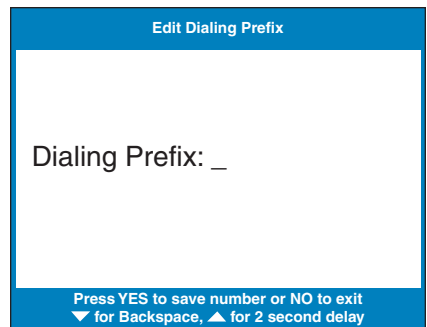 Edit Dialing Prefix
Dialing Prefix: _
Press YES to save number or NO to exit
▼ for Backspace, ▲ for 2 second delay